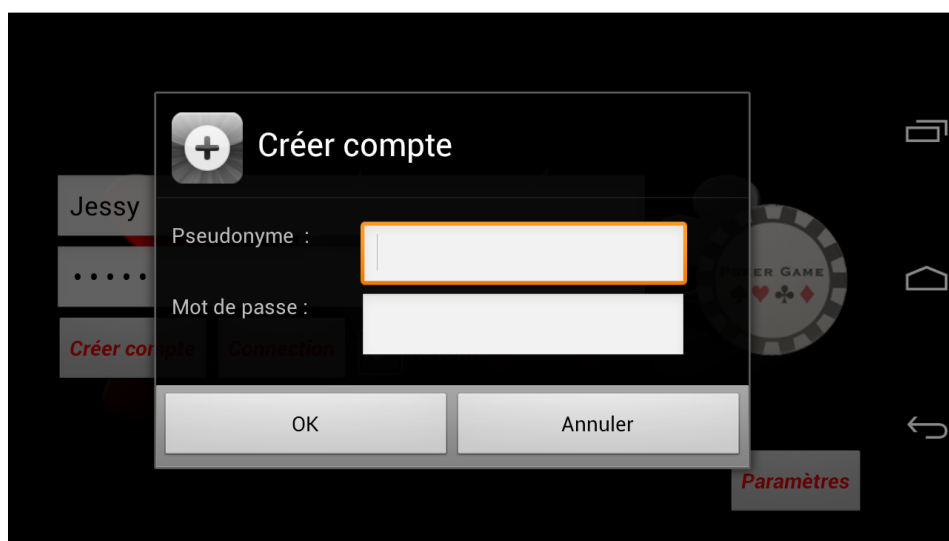 Créer compte
Jessy
Pseudonyme :
•••••
Mot de passe :
POKER GAME
Créer compte
Connection
OK
Annuler
Paramètres